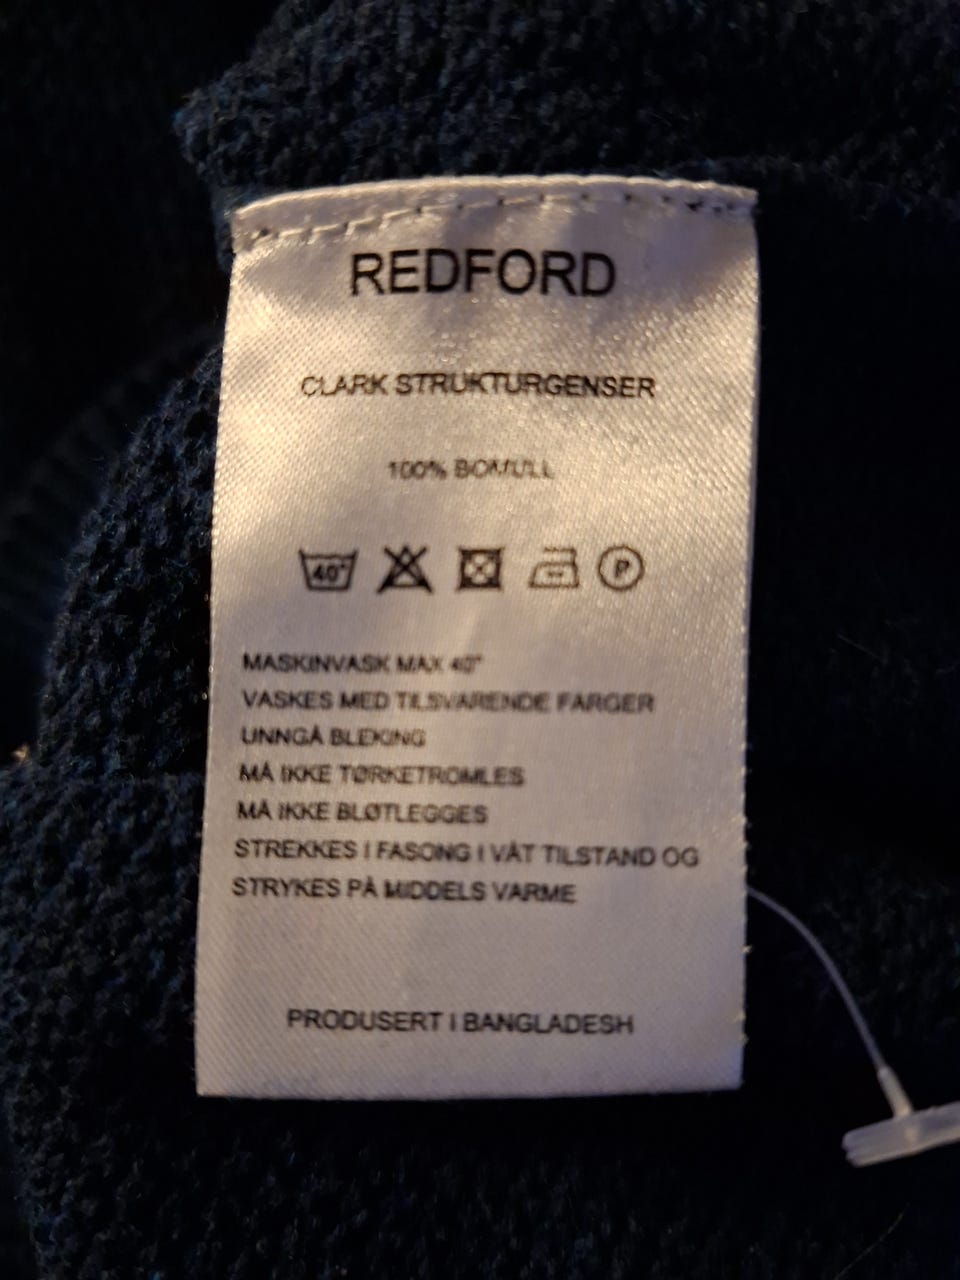 REDFORD
CLARK STRUKTURGENSER
100% BOMULL
40° P
MASKINVASK MAX 40°
VASKES MED TILSVARENDE FARGER
UNNGÅ BLEKING
MÅ IKKE TØRKETROMLES
MÅ IKKE BLØTLEGGES
STREKKES I FASONG I VÅT TILSTAND OG
STRYKES PÅ MIDDELS VARME
PRODUSERT I BANGLADESH